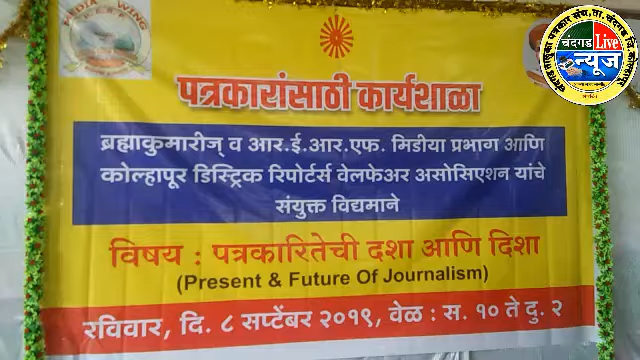 MEDIA WING
RERF
चंदगड Live
न्यूज
पत्रकारांसाठी कार्यशाळा
ब्रह्माकुमारीज् व आर.ई.आर.एफ. मिडीया प्रभाग आणि
कोल्हापूर डिस्ट्रिक रिपोर्टर्स वेलफेअर असोसिएशन यांचे
संयुक्त विद्यमाने
विषय : पत्रकारितेची दशा आणि दिशा
(Present & Future Of Journalism)
रविवार, दि. ८ सप्टेंबर २०१९, वेळ : स. १० ते दु. २